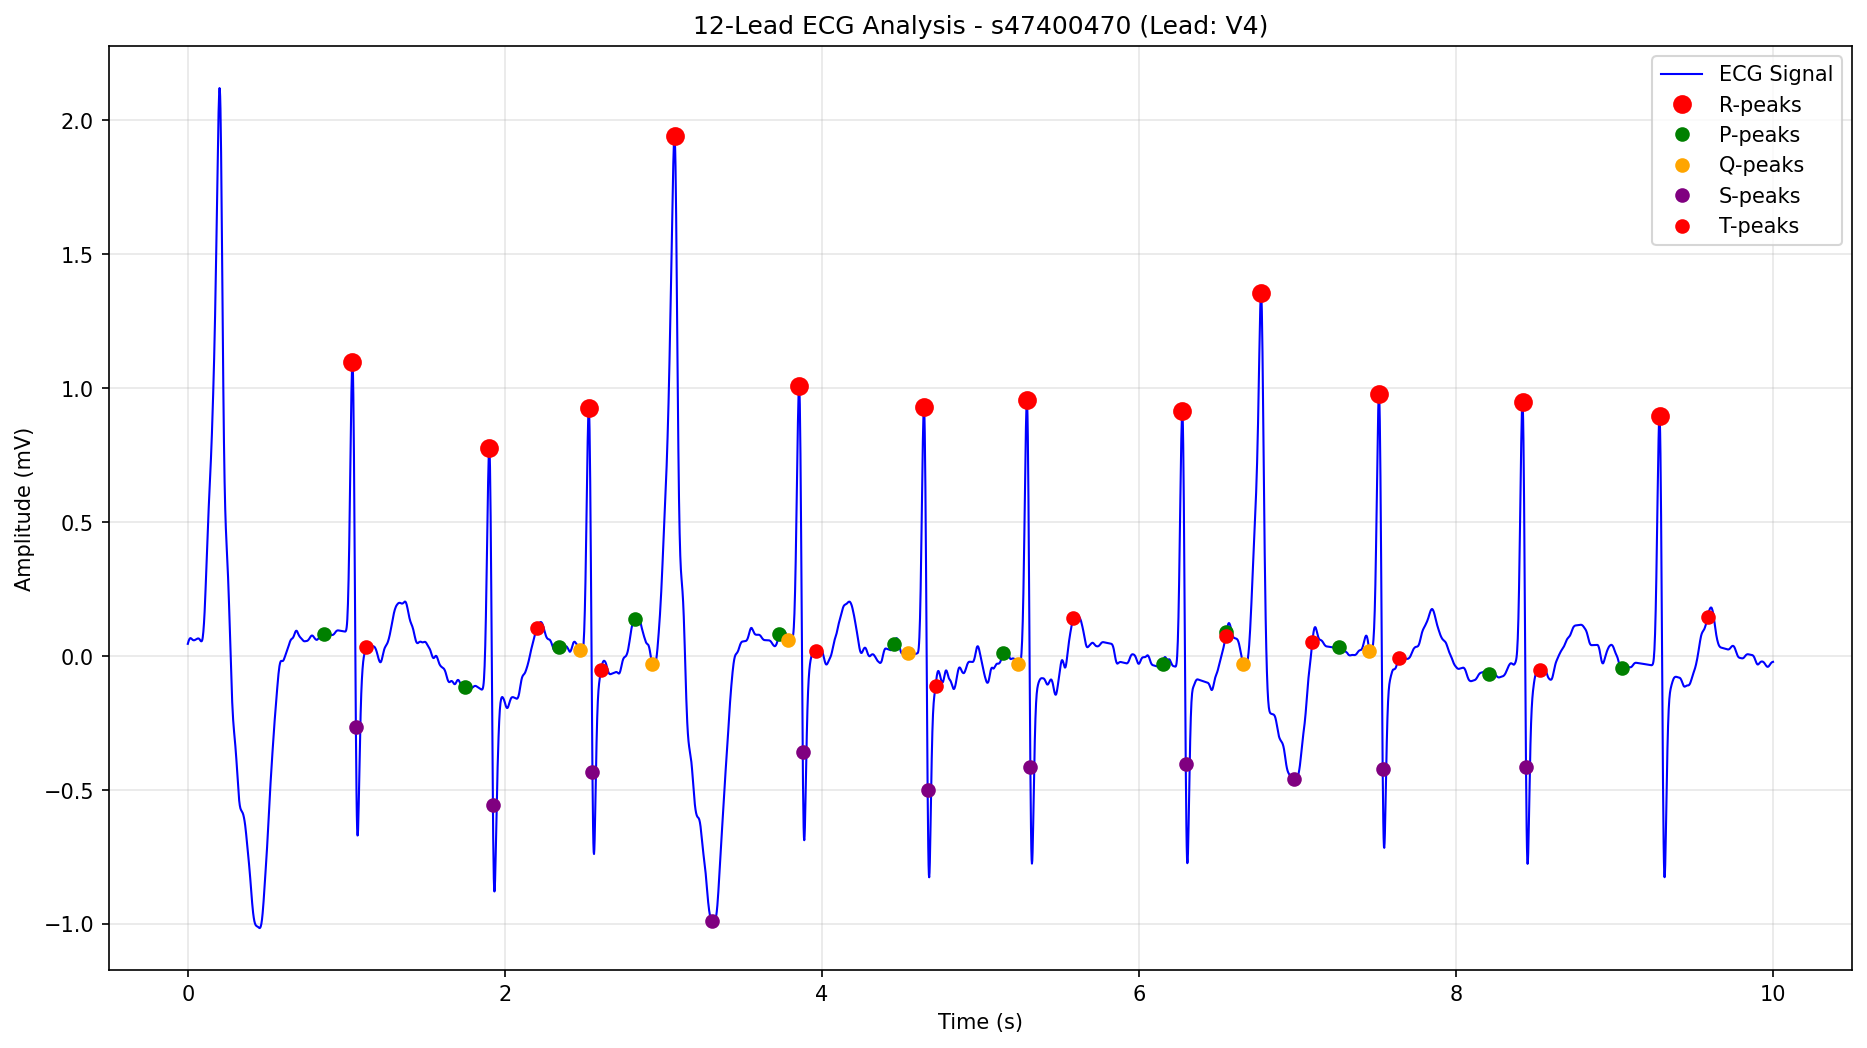 12-Lead ECG Analysis - s47400470 (Lead: V4)
ECG Signal
R-peaks
P-peaks
Q-peaks
S-peaks
T-peaks
Amplitude (mV)
2.0
1.5
1.0
0.5
0.0
−0.5
−1.0
0 2 4 6 8 10
Time (s)